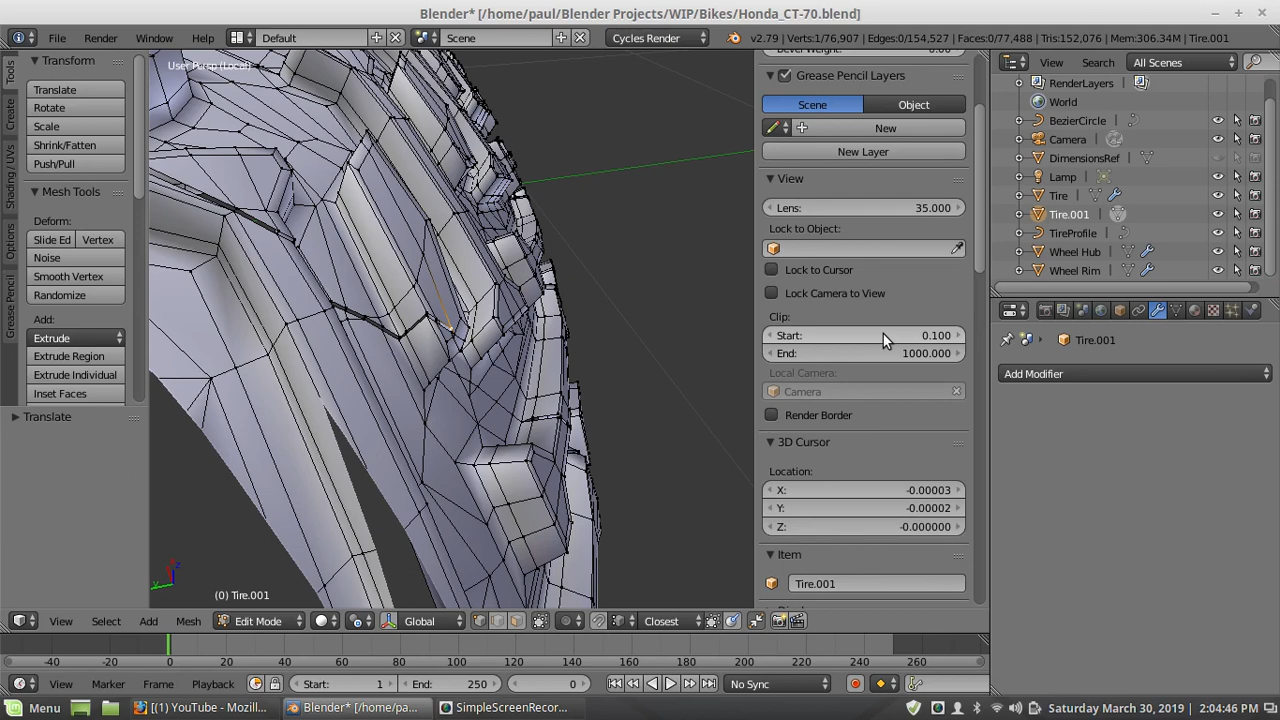 Blender* [/home/paul/Blender Projects/WIP/Bikes/Honda_CT-70.blend]
File Render Window Help Default Scene Cycles Render v2.79 | Verts:1/76,907 | Edges:0/154,527 | Faces:0/77,488 | Tris:152,076 | Mem:306.34M | Tire.001
Tools
Create
Shading / UVs
Options
Grease Pencil
Transform
Translate
Rotate
Scale
Shrink/Fatten
Push/Pull
Mesh Tools
Deform:
Slide Ed Vertex
Noise
Smooth Vertex
Randomize
Add:
Extrude
Extrude Region
Extrude Individual
Inset Faces
Translate
User Persp (Local)
(0) Tire.001
Grease Pencil Layers
Scene Object
New
New Layer
View
Lens: 35.000
Lock to Object:
Lock to Cursor
Lock Camera to View
Clip:
Start: 0.100
End: 1000.000
Local Camera:
Camera
Render Border
3D Cursor
Location:
X: -0.00003
Y: -0.00002
Z: -0.000000
Item
Tire.001
View Search All Scenes
RenderLayers
World
BezierCircle
Camera
DimensionsRef
Lamp
Tire
Tire.001
TireProfile
Wheel Hub
Wheel Rim
Tire.001
Add Modifier
View Select Add Mesh Edit Mode Global Closest
-40 -20 0 20 40 60 80 100 120 140 160 180 200 220 240 260
View Marker Frame Playback Start: 1 End: 250 0 No Sync
Menu [(1) YouTube - Mozill... Blender* [/home/pa... SimpleScreenRecor... Saturday March 30, 2019 | 2:04:46 PM